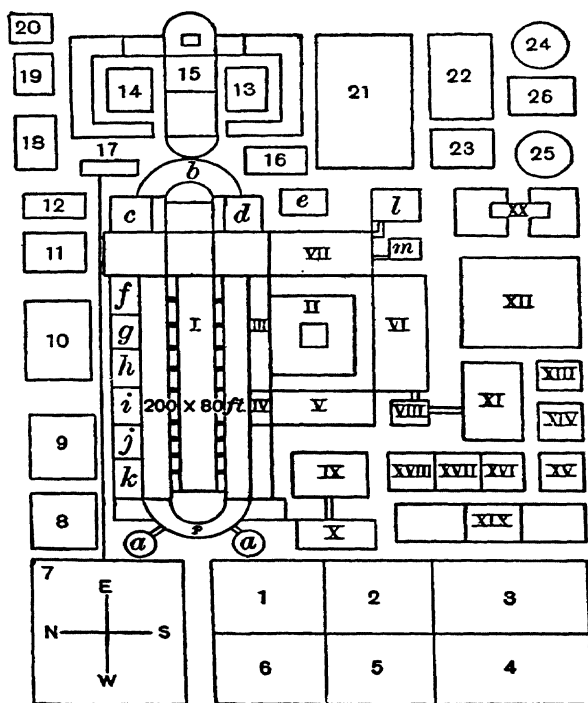 20
24
19
14
15
13
21
22
26
18
17
b
16
23
25
12
c
d
e
l
XX
11
VII
m
f
II
I
III
VI
XII
10
g
h
i
200 x 80 ft
IV
V
VIII
XI
XIII
XIV
9
j
k
IX
XVIII
XVII
XVI
XV
8
p
X
XIX
a
a
7
E
N
S
W
1
2
3
6
5
4